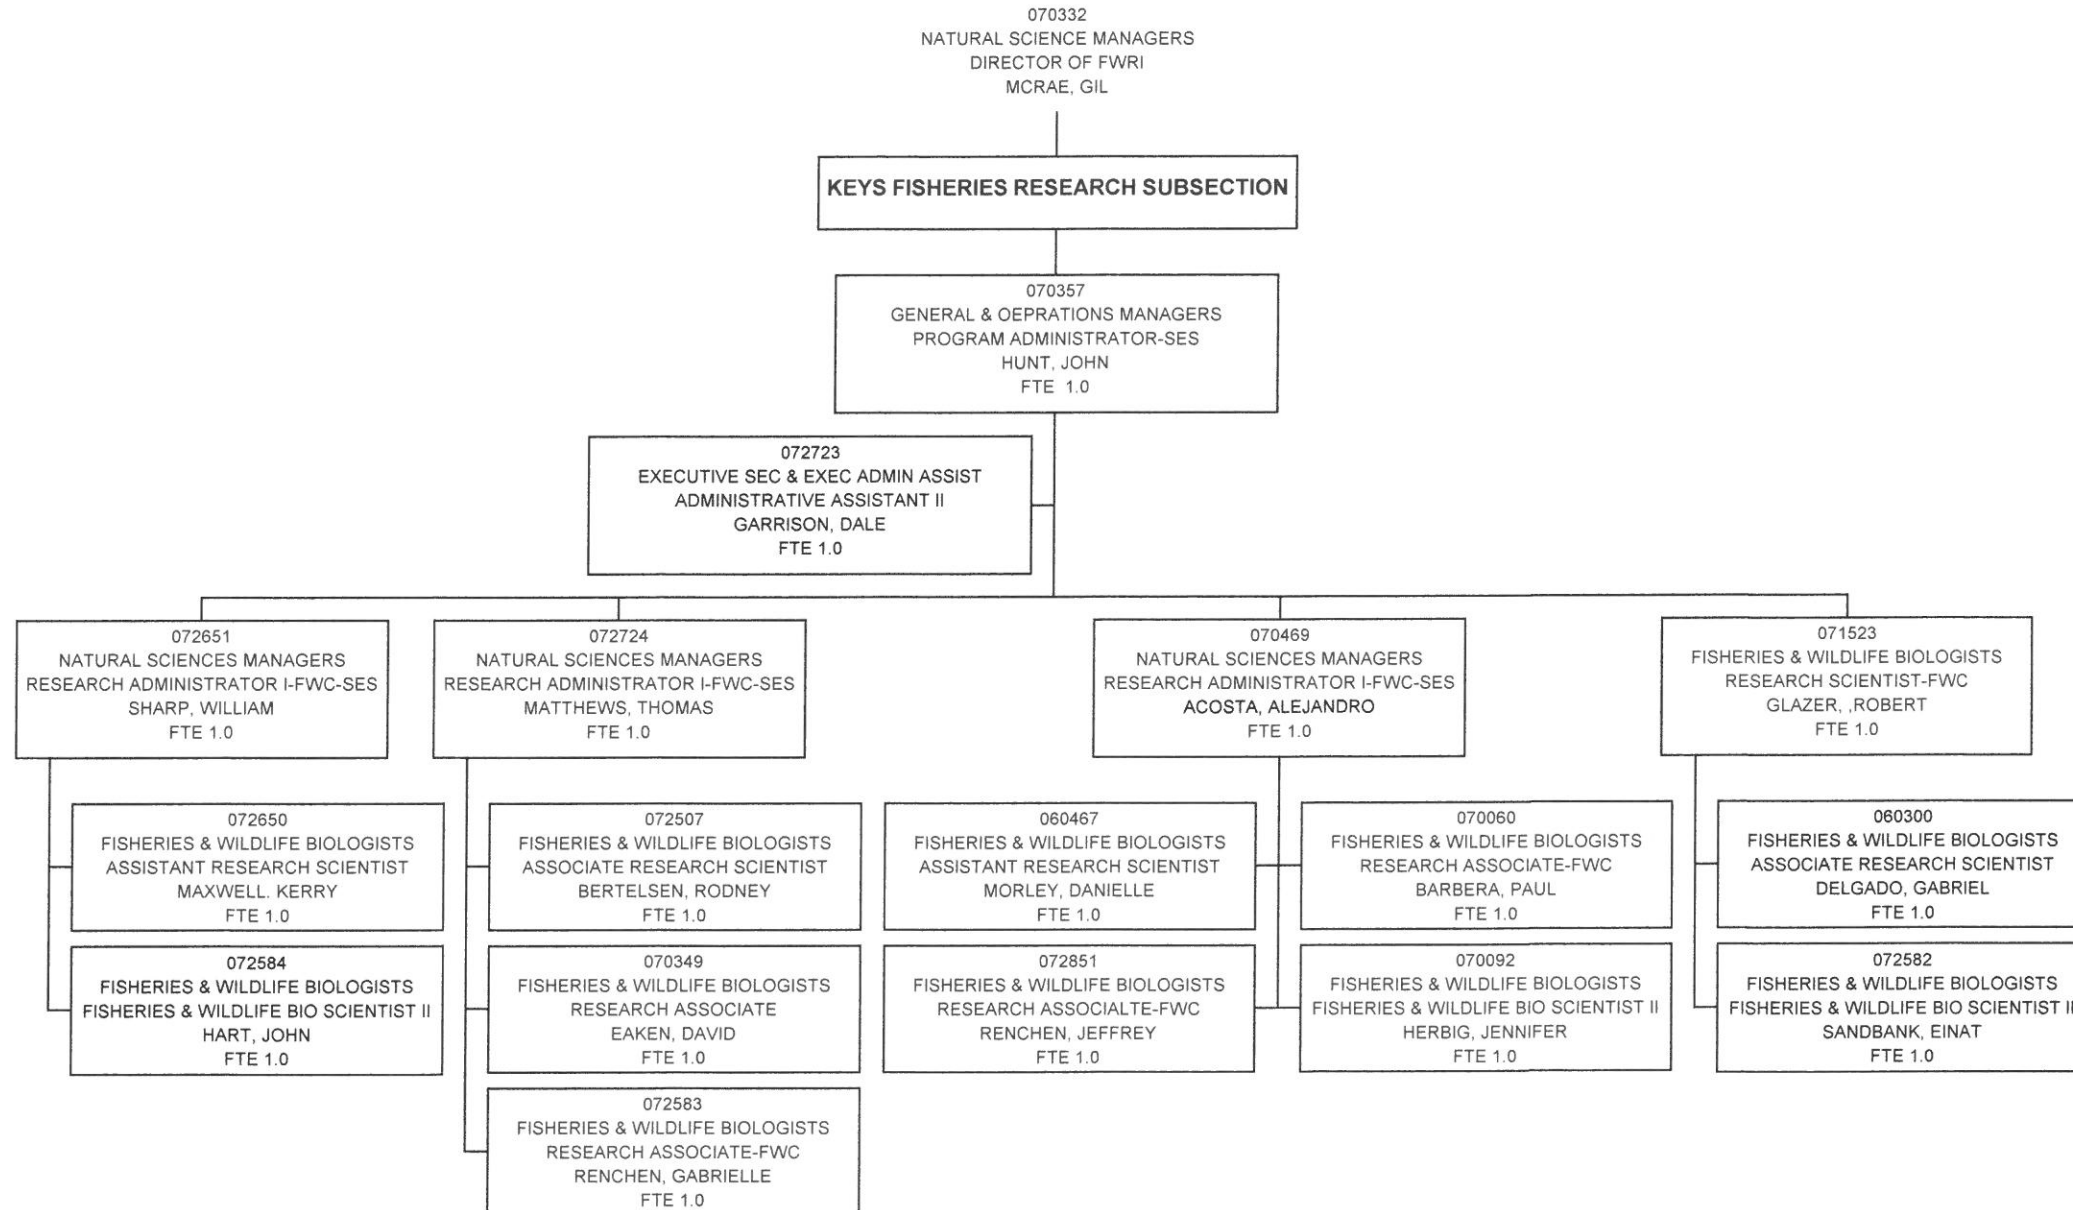 070332
NATURAL SCIENCE MANAGERS
DIRECTOR OF FWRI
MCRAE, GIL
KEYS FISHERIES RESEARCH SUBSECTION
070357
GENERAL & OEPRATIONS MANAGERS
PROGRAM ADMINISTRATOR-SES
HUNT, JOHN
FTE 1.0
072723
EXECUTIVE SEC & EXEC ADMIN ASSIST
ADMINISTRATIVE ASSISTANT II
GARRISON, DALE
FTE 1.0
072651
NATURAL SCIENCES MANAGERS
RESEARCH ADMINISTRATOR I-FWC-SES
SHARP, WILLIAM
FTE 1.0
072724
NATURAL SCIENCES MANAGERS
RESEARCH ADMINISTRATOR I-FWC-SES
MATTHEWS, THOMAS
FTE 1.0
070469
NATURAL SCIENCES MANAGERS
RESEARCH ADMINISTRATOR I-FWC-SES
ACOSTA, ALEJANDRO
FTE 1.0
071523
FISHERIES & WILDLIFE BIOLOGISTS
RESEARCH SCIENTIST-FWC
GLAZER, ,ROBERT
FTE 1.0
072650
FISHERIES & WILDLIFE BIOLOGISTS
ASSISTANT RESEARCH SCIENTIST
MAXWELL. KERRY
FTE 1.0
072507
FISHERIES & WILDLIFE BIOLOGISTS
ASSOCIATE RESEARCH SCIENTIST
BERTELSEN, RODNEY
FTE 1.0
060467
FISHERIES & WILDLIFE BIOLOGISTS
ASSISTANT RESEARCH SCIENTIST
MORLEY, DANIELLE
FTE 1.0
070060
FISHERIES & WILDLIFE BIOLOGISTS
RESEARCH ASSOCIATE-FWC
BARBERA, PAUL
FTE 1.0
060300
FISHERIES & WILDLIFE BIOLOGISTS
ASSOCIATE RESEARCH SCIENTIST
DELGADO, GABRIEL
FTE 1.0
072584
FISHERIES & WILDLIFE BIOLOGISTS
FISHERIES & WILDLIFE BIO SCIENTIST II
HART, JOHN
FTE 1.0
070349
FISHERIES & WILDLIFE BIOLOGISTS
RESEARCH ASSOCIATE
EAKEN, DAVID
FTE 1.0
072851
FISHERIES & WILDLIFE BIOLOGISTS
RESEARCH ASSOCIALTE-FWC
RENCHEN, JEFFREY
FTE 1.0
070092
FISHERIES & WILDLIFE BIOLOGISTS
FISHERIES & WILDLIFE BIO SCIENTIST II
HERBIG, JENNIFER
FTE 1.0
072582
FISHERIES & WILDLIFE BIOLOGISTS
FISHERIES & WILDLIFE BIO SCIENTIST II
SANDBANK, EINAT
FTE 1.0
072583
FISHERIES & WILDLIFE BIOLOGISTS
RESEARCH ASSOCIATE-FWC
RENCHEN, GABRIELLE
FTE 1.0